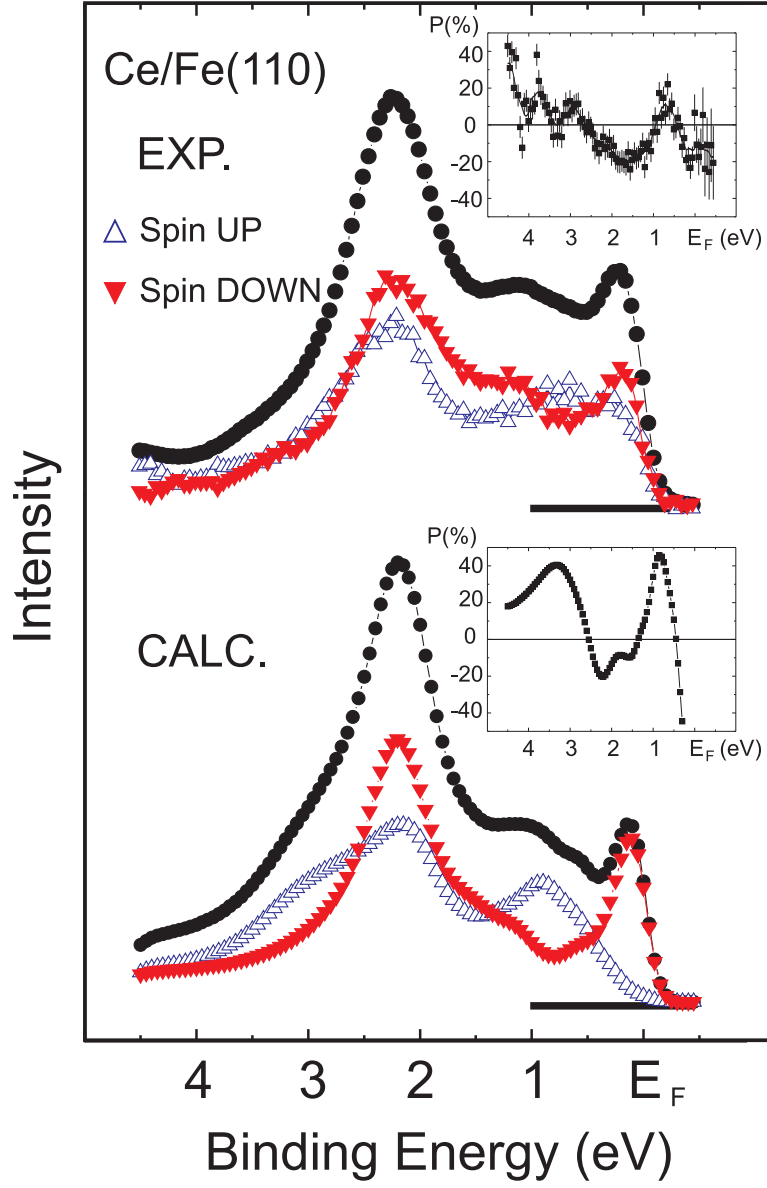 P(%)
Ce/Fe(110)
40
20
0
-20
-40
4 3 2 1 E_F (eV)
EXP.
Spin UP
Spin DOWN
Intensity
P(%)
40
20
0
-20
-40
4 3 2 1 E_F (eV)
CALC.
4 3 2 1 E_F
Binding Energy (eV)